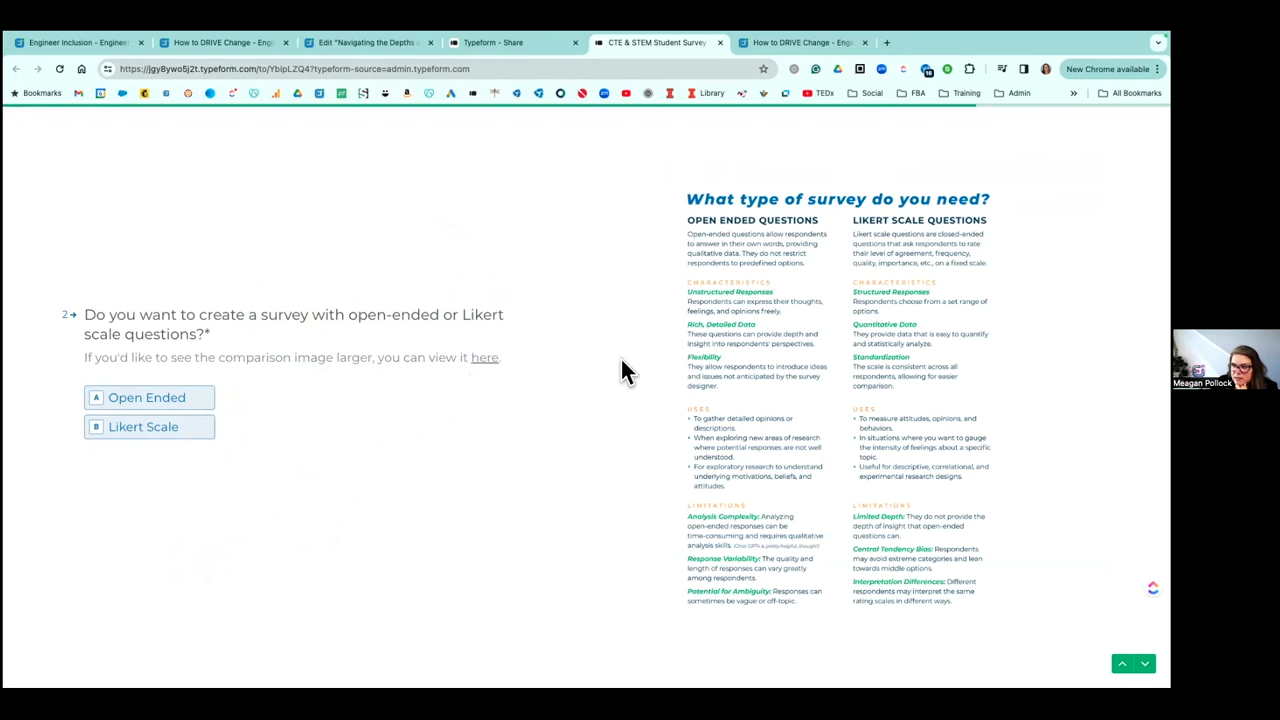 Engineer Inclusion - Enginee
How to DRIVE Change - Eng
Edit "Navigating the Depths
Typeform - Share
CTE & STEM Student Survey
How to DRIVE Change - Eng
https://jgy8ywo5j2t.typeform.com/to/YbipLZQ4?typeform-source=admin.typeform.com
New Chrome available
Bookmarks
Library
TEDx
Social
FBA
Training
Admin
All Bookmarks
2 Do you want to create a survey with open-ended or Likert
scale questions?*
If you'd like to see the comparison image larger, you can view it here.
A Open Ended
B Likert Scale
What type of survey do you need?
OPEN ENDED QUESTIONS
Open-ended questions allow respondents
to answer in their own words, providing
qualitative data. They do not restrict
respondents to predefined options.
CHARACTERISTICS
Unstructured Responses
Respondents can express their thoughts,
feelings, and opinions freely.
Rich, Detailed Data
These questions can provide depth and
insight into respondents' perspectives.
Flexibility
They allow respondents to introduce ideas
and issues not anticipated by the survey
designer.
USES
• To gather detailed opinions or
descriptions.
• When exploring new areas of research
where potential responses are not well
understood.
• For exploratory research to understand
underlying motivations, beliefs, and
attitudes.
LIMITATIONS
Analysis Complexity: Analyzing
open-ended responses can be
time-consuming and requires qualitative
analysis skills. (Chat GPT4 is pretty helpful, though!)
Response Variability: The quality and
length of responses can vary greatly
among respondents.
Potential for Ambiguity: Responses can
sometimes be vague or off-topic.
LIKERT SCALE QUESTIONS
Likert scale questions are closed-ended
questions that ask respondents to rate
their level of agreement, frequency,
quality, importance, etc., on a fixed scale.
CHARACTERISTICS
Structured Responses
Respondents choose from a set range of
options.
Quantitative Data
They provide data that is easy to quantify
and statistically analyze.
Standardization
The scale is consistent across all
respondents, allowing for easier
comparison.
USES
• To measure attitudes, opinions, and
behaviors.
• In situations where you want to gauge
the intensity of feelings about a specific
topic.
• Useful for descriptive, correlational, and
experimental research designs.
LIMITATIONS
Limited Depth: They do not provide the
depth of insight that open-ended
questions can.
Central Tendency Bias: Respondents
may avoid extreme categories and lean
towards middle options.
Interpretation Differences: Different
respondents may interpret the same
rating scales in different ways.
Meagan Pollock